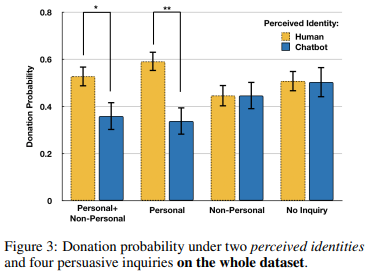 0.8
*
**
Perceived Identity:
Human
Chatbot
0.6
0.4
0.2
0
Donation Probability
Personal+
Non-Personal
Personal
Non-Personal
No Inquiry
Figure 3: Donation probability under two perceived identities
and four persuasive inquiries on the whole dataset.